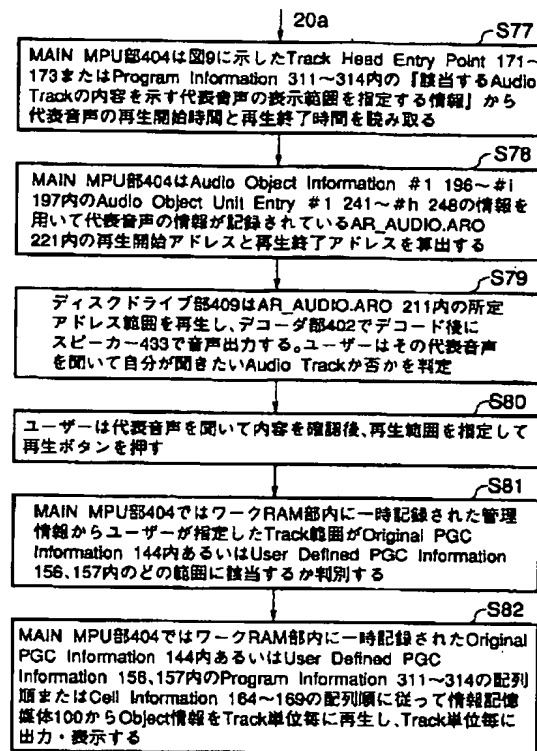 20a
S77
MAIN MPU部404は図9に示したTrack Head Entry Point 171~
173またはProgram Information 311~314内の『該当するAudio
Trackの内容を示す代表音声の表示範囲を指定する情報』から
代表音声の再生開始時間と再生終了時間を読み取る
S78
MAIN MPU部404はAudio Object Information #1 196~#i
197内のAudio Object Unit Entry #1 241~#h 248の情報を
用いて代表音声の情報が記録されているAR_AUDIO.ARO
221内の再生開始アドレスと再生終了アドレスを算出する
S79
ディスクドライブ部409はAR_AUDIO.ARO 211内の所定
アドレス範囲を再生し、デコーダ部402でデコード後に
スピーカー433で音声出力する。ユーザーはその代表音声
を聞いて自分が聞きたいAudio Trackか否かを判定
S80
ユーザーは代表音声を聞いて内容を確認後、再生範囲を指定して
再生ボタンを押す
S81
MAIN MPU部404ではワークRAM部内に一時記録された管理
情報からユーザーが指定したTrack範囲がOriginal PGC
Information 144内あるいはUser Defined PGC Information
156、157内のどの範囲に該当するか判別する
S82
MAIN MPU部404ではワークRAM部内に一時記録されたOriginal
PGC Information 144内あるいはUser Defined PGC
Information 156、157内のProgram Information 311~314の配列
順またはCell Information 164~169の配列順に従って情報記憶
媒体100からObject情報をTrack単位毎に再生し、Track単位毎に
出力・表示する